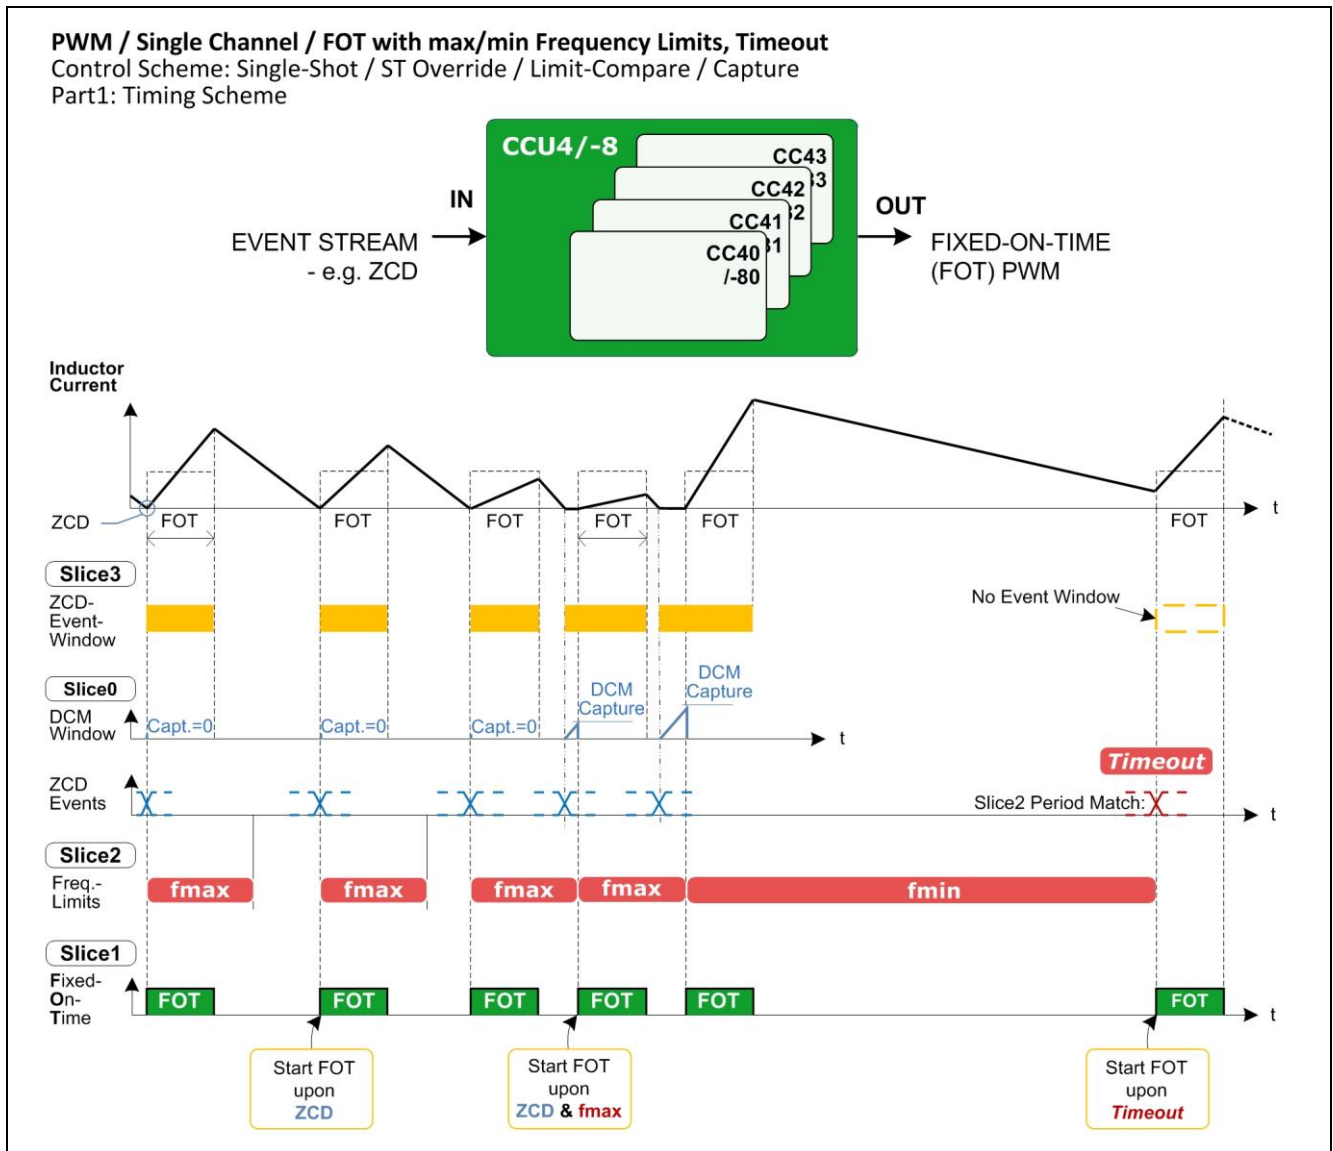 PWM / Single Channel / FOT with max/min Frequency Limits, Timeout
Control Scheme: Single-Shot / ST Override / Limit-Compare / Capture
Part1: Timing Scheme
CCU4/-8
CC43
33
CC42
32
CC41
31
CC40
/-80
IN
OUT
EVENT STREAM
- e.g. ZCD
FIXED-ON-TIME
(FOT) PWM
Inductor
Current
t
ZCD
FOT
FOT
FOT
FOT
FOT
FOT
Slice3
ZCD-
Event-
Window
No Event Window
Slice0
DCM
Window
Capt.=0
Capt.=0
Capt.=0
DCM
Capture
DCM
Capture
t
Timeout
ZCD
Events
Slice2 Period Match:
t
Slice2
Freq.-
Limits
fmax
fmax
fmax
fmax
fmin
Slice1
Fixed-
On-
Time
FOT
FOT
FOT
FOT
FOT
FOT
t
Start FOT
upon
ZCD
Start FOT
upon
ZCD & fmax
Start FOT
upon
Timeout